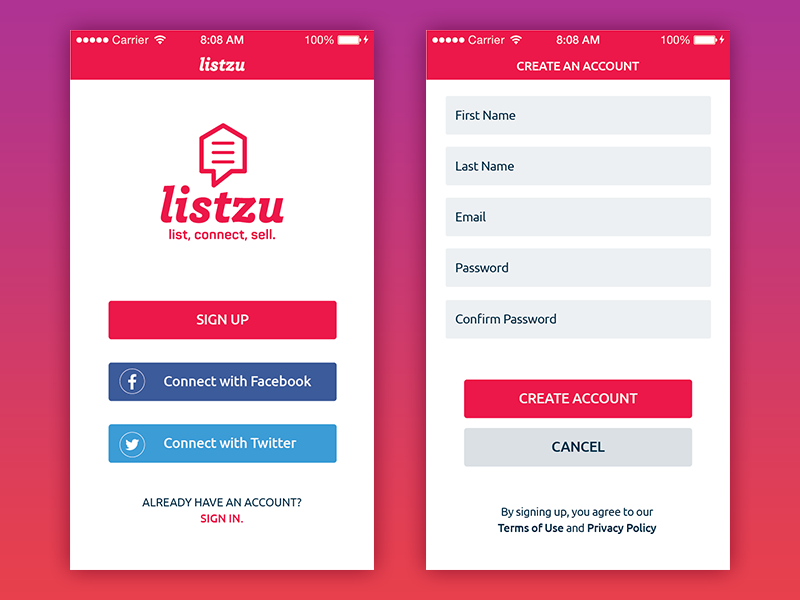 Carrier 8:08 AM 100%
listzu
listzu
list, connect, sell.
SIGN UP
Connect with Facebook
Connect with Twitter
ALREADY HAVE AN ACCOUNT?
SIGN IN.
Carrier 8:08 AM 100%
CREATE AN ACCOUNT
First Name
Last Name
Email
Password
Confirm Password
CREATE ACCOUNT
CANCEL
By signing up, you agree to our
Terms of Use and Privacy Policy